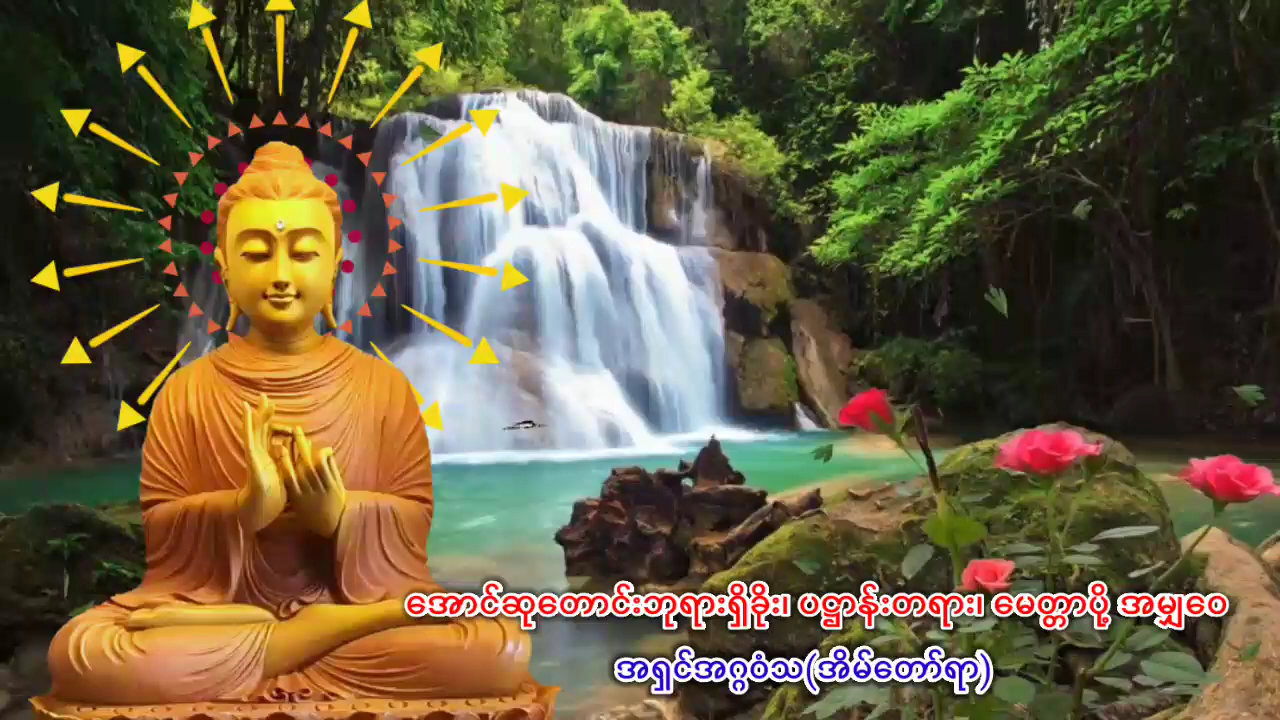 အောင်ဆုတောင်းဘုရားရှိခိုး၊ ပဋ္ဌာန်းတရား၊ မေတ္တာပို့ အမျှဝေ
အရှင်အဂ္ဂဝံသ(အိမ်တော်ရာ)